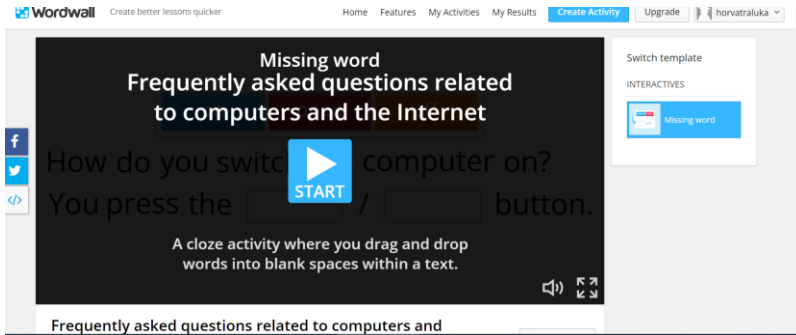 Wordwall Create better lessons quicker Home Features My Activities My Results Create Activity Upgrade horvatraluka
Missing word
Frequently asked questions related
to computers and the Internet
How do you switch computer on?
START
You press the / button.
A cloze activity where you drag and drop
words into blank spaces within a text.
Switch template
INTERACTIVES
Missing word
Frequently asked questions related to computers and